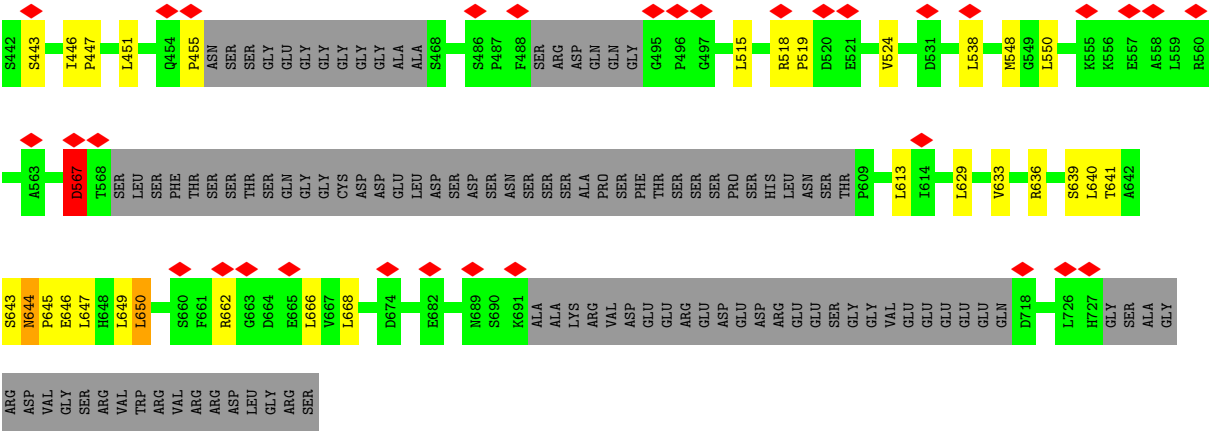 S442 S443 I446 P447 L451 Q454 P455 ASN SER SER GLY GLU GLY GLY GLY GLY GLY ALA ALA S468 S486 P487 F488 SER ARG ASP GLN GLN GLY G495 P496 G497 L515 R518 P519 D520 E521 V524 D531 L538 M548 G549 L550 K555 K556 E557 A558 L559 R560
A563 D567 T568 SER LEU SER PHE THR SER SER THR SER GLN GLY GLY CYS ASP ASP GLU LEU ASP SER ASP SER ASN SER SER SER ALA PRO SER PHE THR SER SER SER PRO SER HIS LEU ASN SER THR P609 L613 I614 L629 V633 R636 S639 L640 T641 A642
S643 N644 P645 E646 L647 H648 L649 L650 S660 F661 R662 G663 D664 E665 L666 V667 L668 D674 E682 N689 S690 K691 ALA ALA LYS ARG VAL ASP GLU GLU ARG GLU ASP GLU ASP ARG GLU GLU SER GLY GLY VAL GLU GLU GLU GLU GLU GLN D718 L726 H727 GLY SER ALA GLY
ARG ASP VAL GLY SER ARG VAL TRP ARG VAL ARG ARG ASP LEU GLY ARG SER